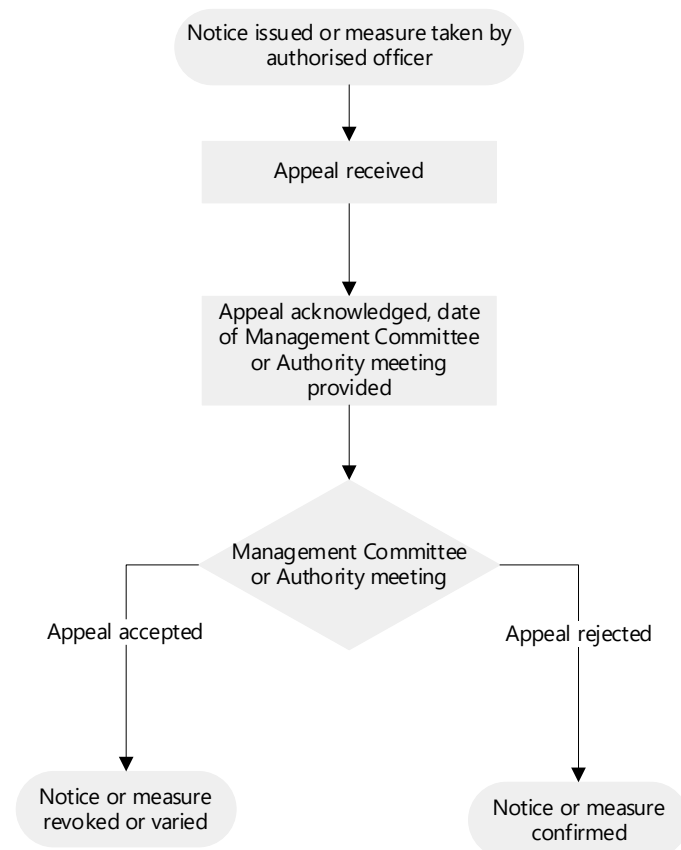 Notice issued or measure taken by
authorised officer
Appeal received
Appeal acknowledged, date
of Management Committee
or Authority meeting
provided
Management Committee
or Authority meeting
Appeal accepted
Appeal rejected
Notice or measure
revoked or varied
Notice or measure
confirmed